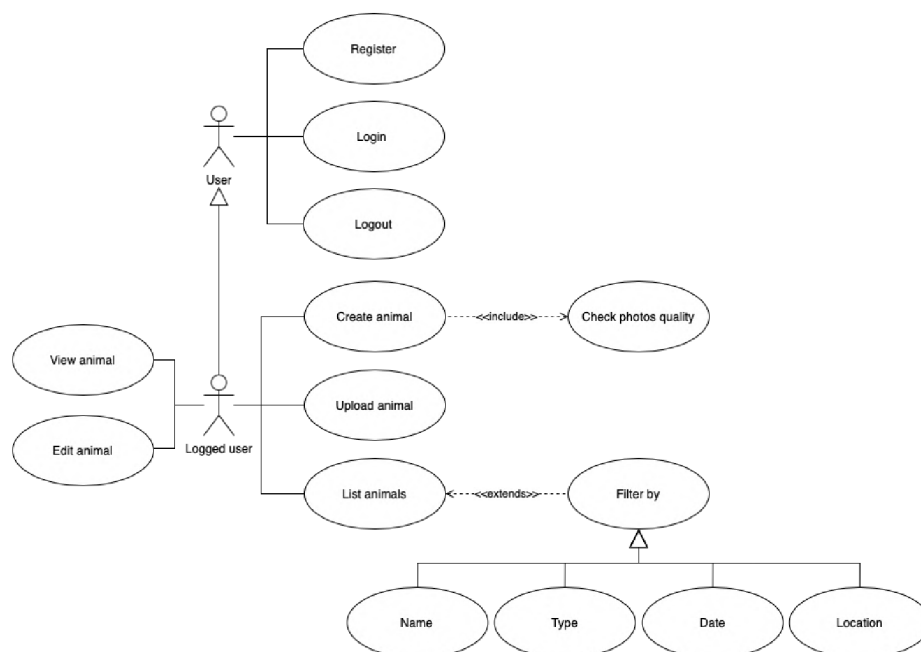 Register
Login
User
Logout
Create animal
<<include>>
Check photos quality
View animal
Upload animal
Logged user
Edit animal
List animals
<<extends>>
Filter by
Name
Type
Date
Location